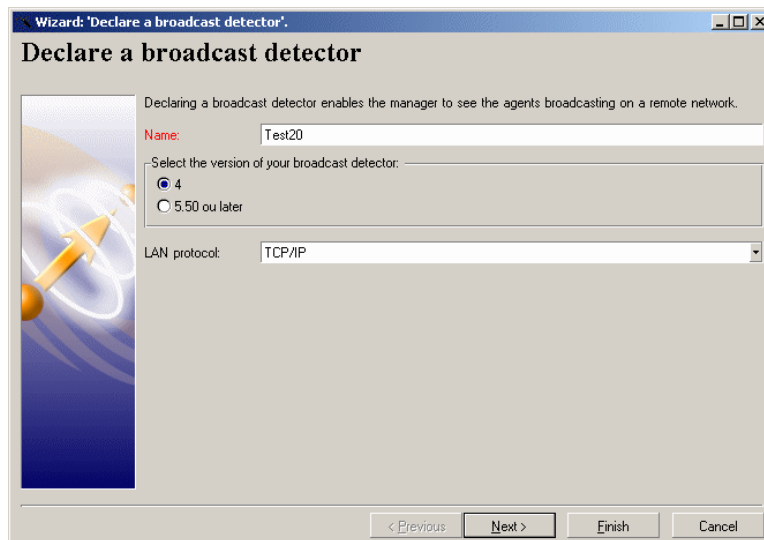 Wizard: 'Declare a broadcast detector'.
Declare a broadcast detector
Declaring a broadcast detector enables the manager to see the agents broadcasting on a remote network.
Name: Test20
Select the version of your broadcast detector:
4
5.50 ou later
LAN protocol: TCP/IP
< Previous Next > Finish Cancel